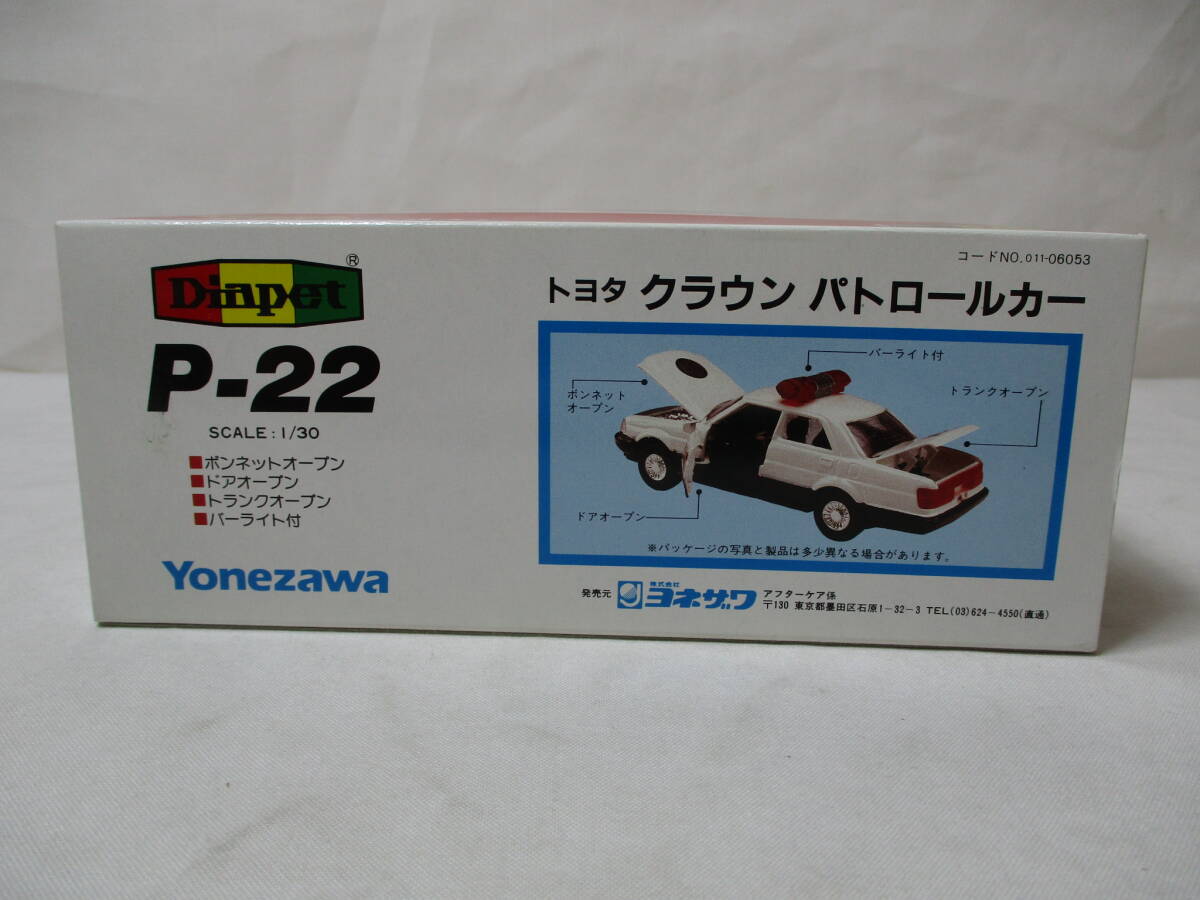 Diapet®
P-22
SCALE:1/30
■ボンネットオープン
■ドアオープン
■トランクオープン
■バーライト付
Yonezawa
コードNO.011-06053
トヨタ クラウン パトロールカー
バーライト付
ボンネット
オープン
トランクオープン
ドアオープン
※パッケージの写真と製品は多少異なる場合があります。
発売元 株式会社 ヨネザワ アフターケア係
〒130 東京都墨田区石原1-32-3 TEL(03)624-4550(直通)